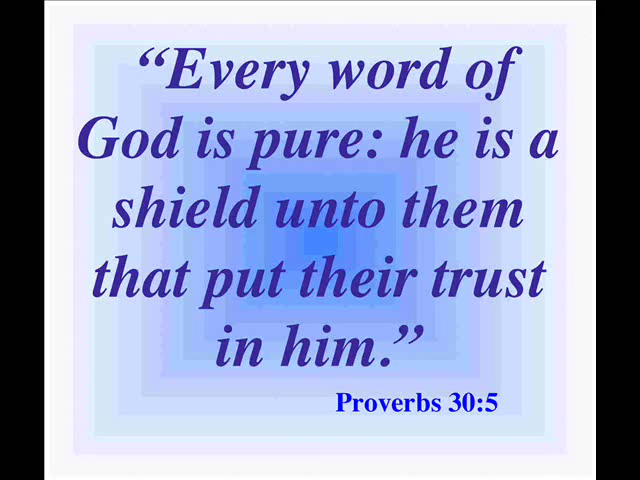 “Every word of
God is pure: he is a
shield unto them
that put their trust
in him.”
Proverbs 30:5